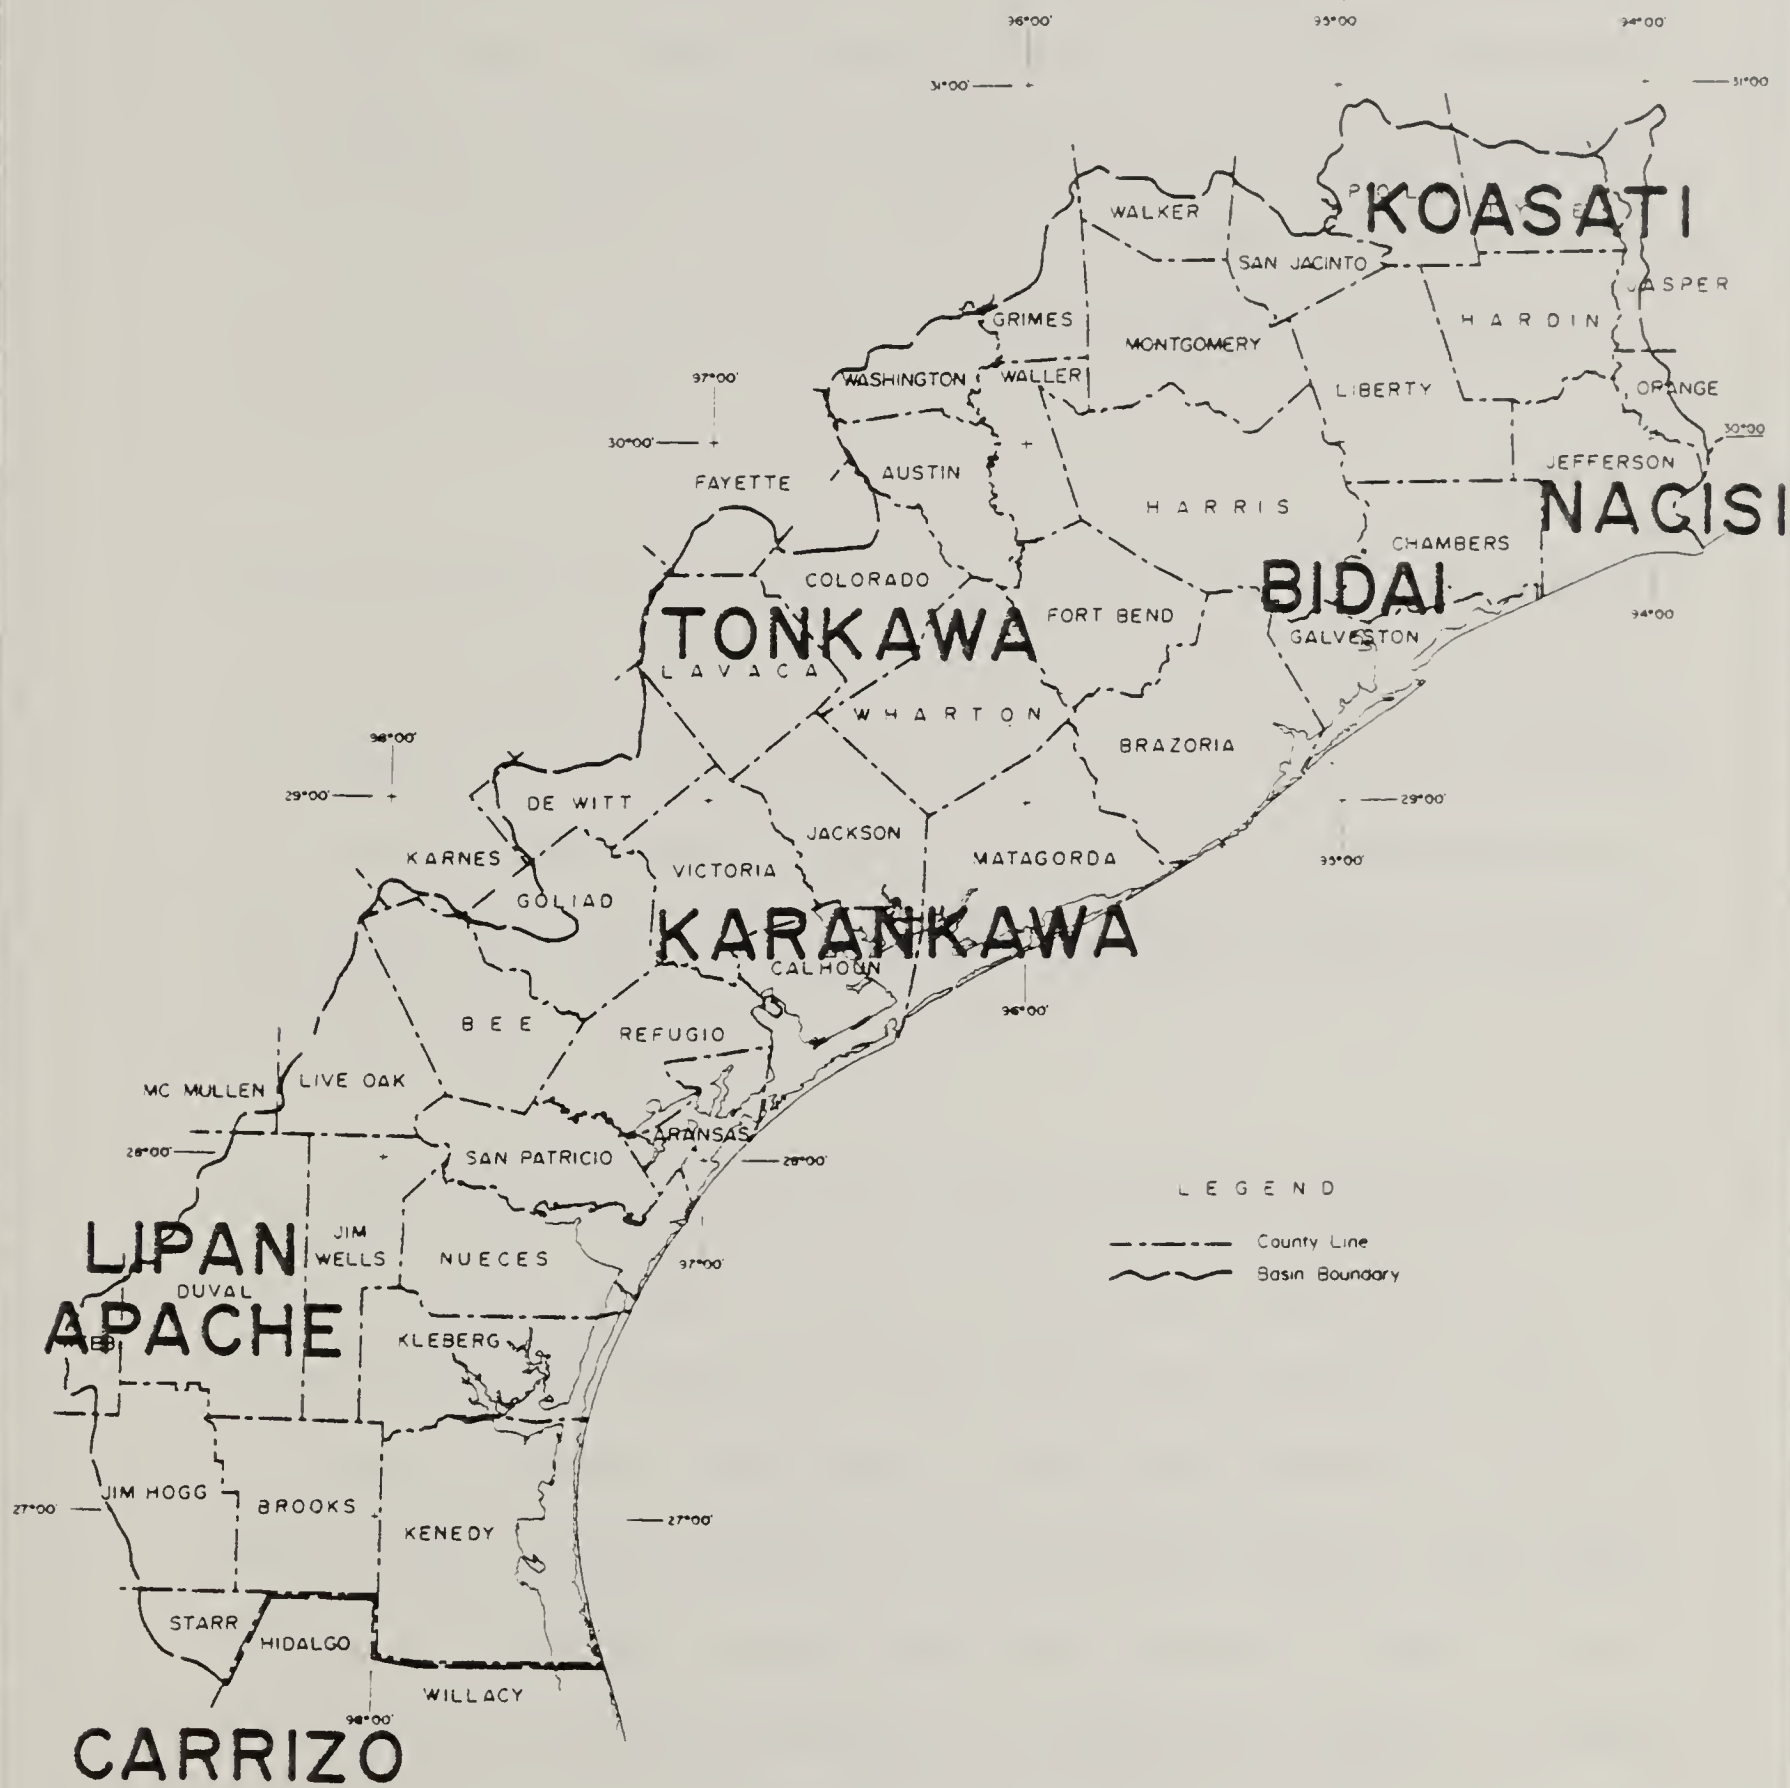 96°00' 95°00' 94°00'
31°00' 31°00
KOASATI
WALKER
SAN JACINTO
JASPER
GRIMES
HARDIN
MONTGOMERY
97°00'
WASHINGTON
WALLER
LIBERTY
ORANGE
30°00' 30°00
FAYETTE
AUSTIN
JEFFERSON
HARRIS
NACISI
CHAMBERS
COLORADO
BIDAI
TONKAWA
FORT BEND
94°00'
GALVESTON
LAVACA
WHARTON
98°00'
BRAZORIA
29°00' 29°00'
DE WITT
JACKSON
KARNES
VICTORIA
MATAGORDA
95°00'
GOLIAD
KARANKAWA
CALHOUN
96°00'
BEE
REFUGIO
MC MULLEN
LIVE OAK
ARANSAS
28°00' 28°00'
SAN PATRICIO
LEGEND
LIPAN
JIM
WELLS
NUECES
97°00'
County Line
Basin Boundary
DUVAL
APACHE
KLEBERG
JIM HOGG
BROOKS
27°00' 27°00'
KENEDY
STARR
HIDALGO
WILLACY
98°00'
CARRIZO